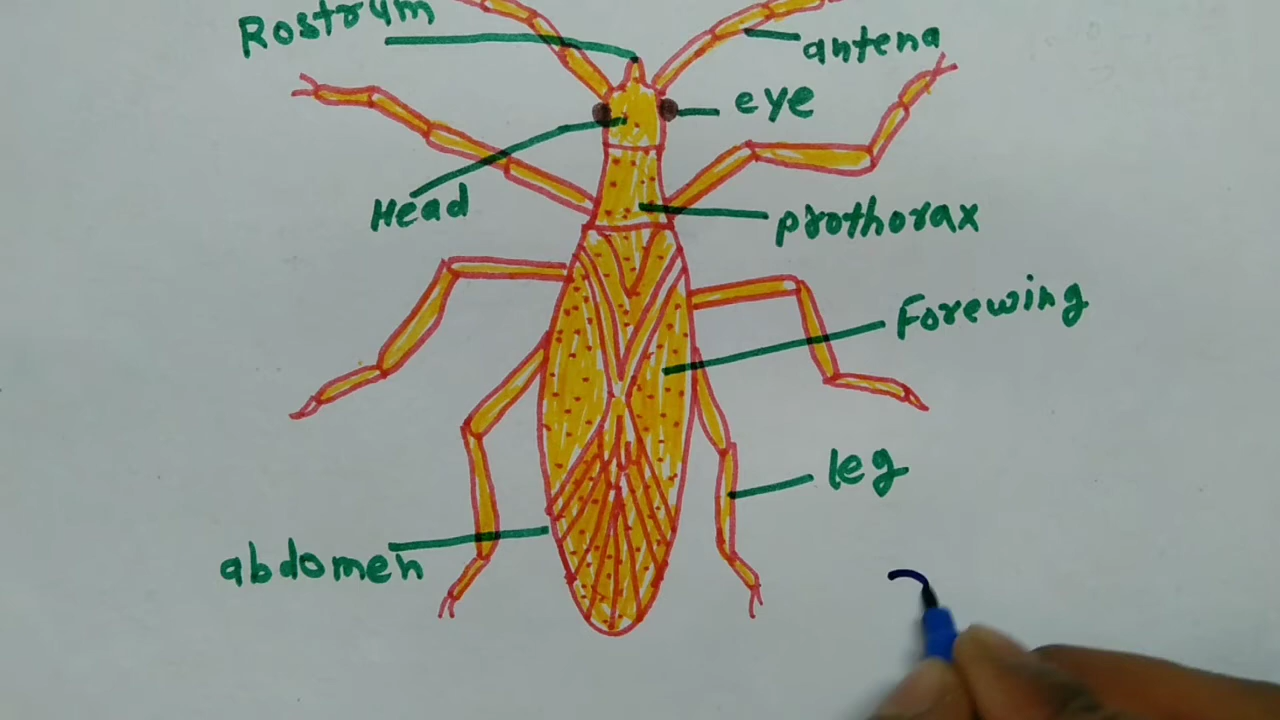 Rostrum
antena
eye
Head
prothorax
Forewing
leg
abdomen